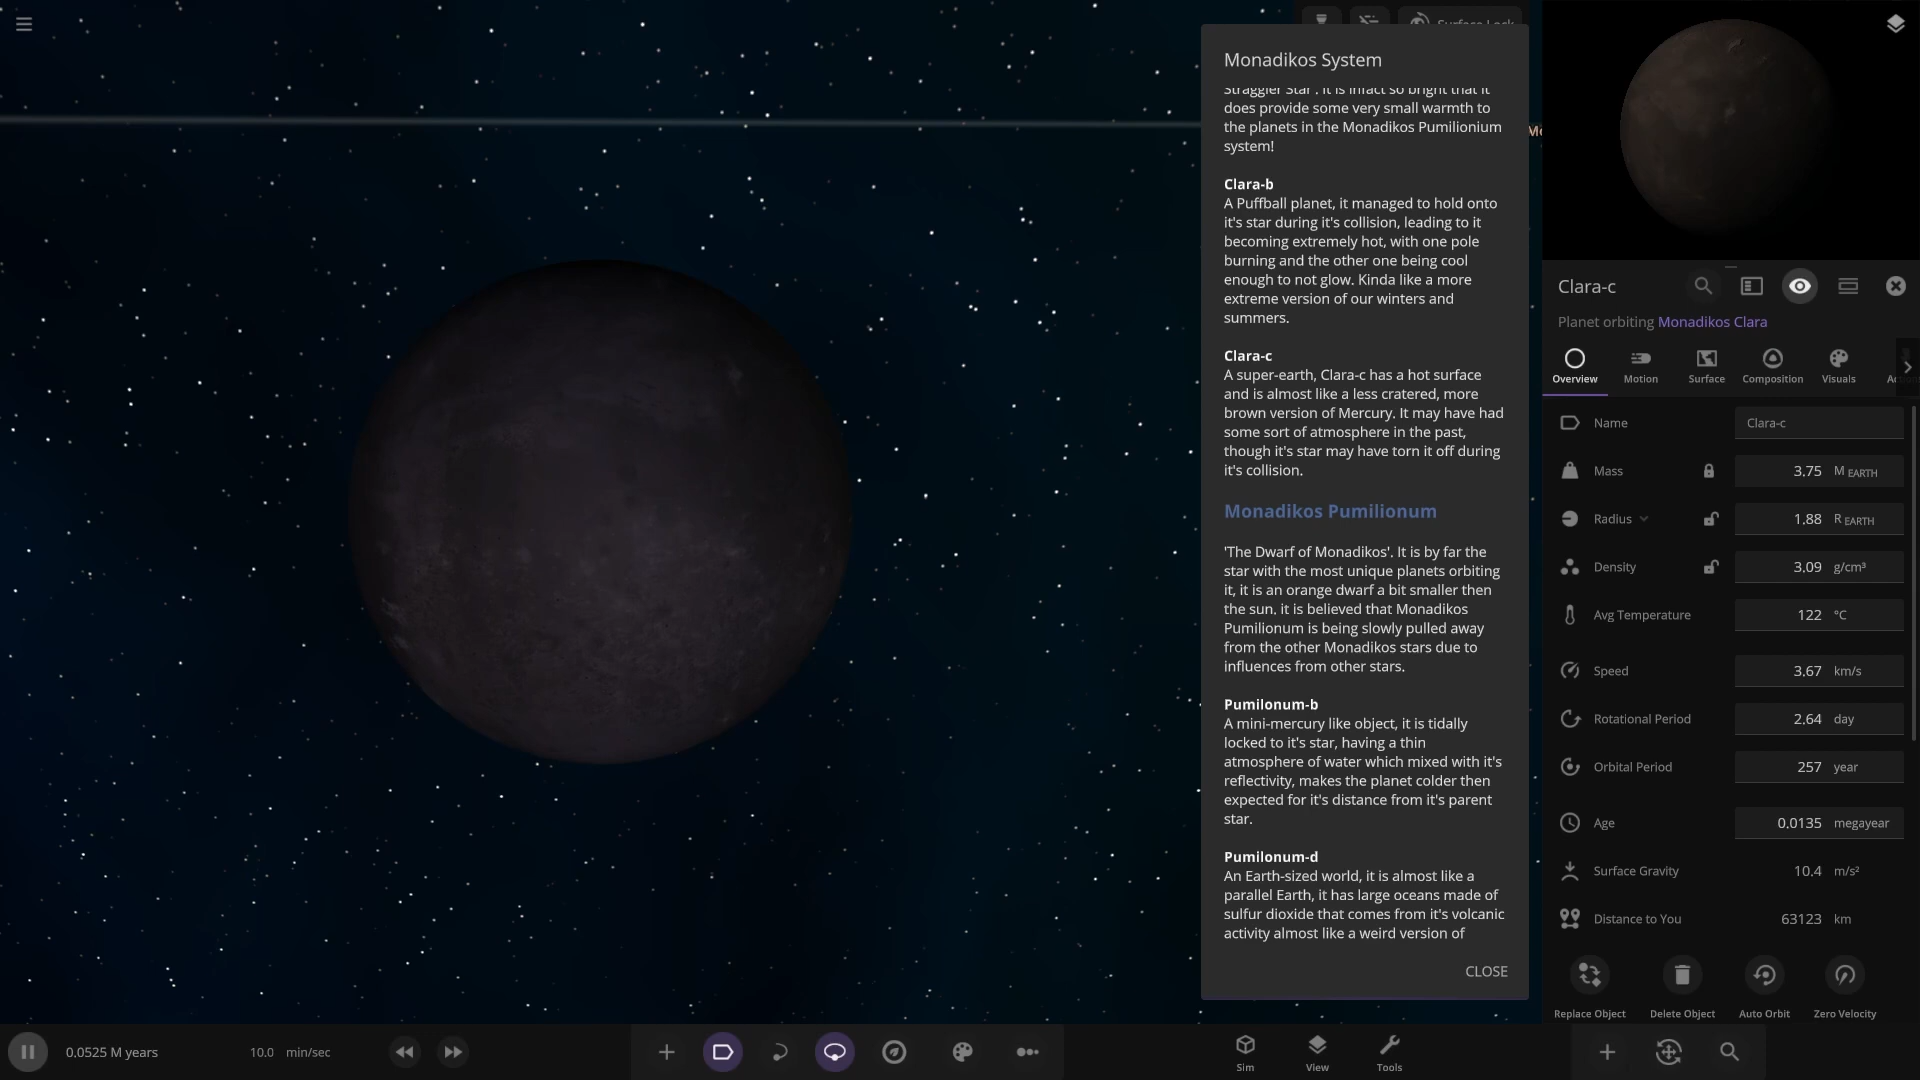 Surface Lock
Monadikos System
Straggler Star'. It is infact so bright that it
does provide some very small warmth to
the planets in the Monadikos Pumilionium
system!
Clara-b
A Puffball planet, it managed to hold onto
it's star during it's collision, leading to it
becoming extremely hot, with one pole
burning and the other one being cool
enough to not glow. Kinda like a more
extreme version of our winters and
summers.
Clara-c
A super-earth, Clara-c has a hot surface
and is almost like a less cratered, more
brown version of Mercury. It may have had
some sort of atmosphere in the past,
though it's star may have torn it off during
it's collision.
Monadikos Pumilionum
'The Dwarf of Monadikos'. It is by far the
star with the most unique planets orbiting
it, it is an orange dwarf a bit smaller then
the sun, it is believed that Monadikos
Pumilionum is being slowly pulled away
from the other Monadikos stars due to
influences from other stars.
Pumilonum-b
A mini-mercury like object, it is tidally
locked to it's star, having a thin
atmosphere of water which mixed with it's
reflectivity, makes the planet colder then
expected for it's distance from it's parent
star.
Pumilonum-d
An Earth-sized world, it is almost like a
parallel Earth, it has large oceans made of
sulfur dioxide that comes from it's volcanic
activity almost like a weird version of
CLOSE
Clara-c
Planet orbiting Monadikos Clara
Overview Motion Surface Composition Visuals
Name Clara-c
Mass 3.75 M EARTH
Radius 1.88 R EARTH
Density 3.09 g/cm³
Avg Temperature 122 °C
Speed 3.67 km/s
Rotational Period 2.64 day
Orbital Period 257 year
Age 0.0135 megayear
Surface Gravity 10.4 m/s²
Distance to You 63123 km
Replace Object Delete Object Auto Orbit Zero Velocity
0.0525 M years 10.0 min/sec
Sim View Tools